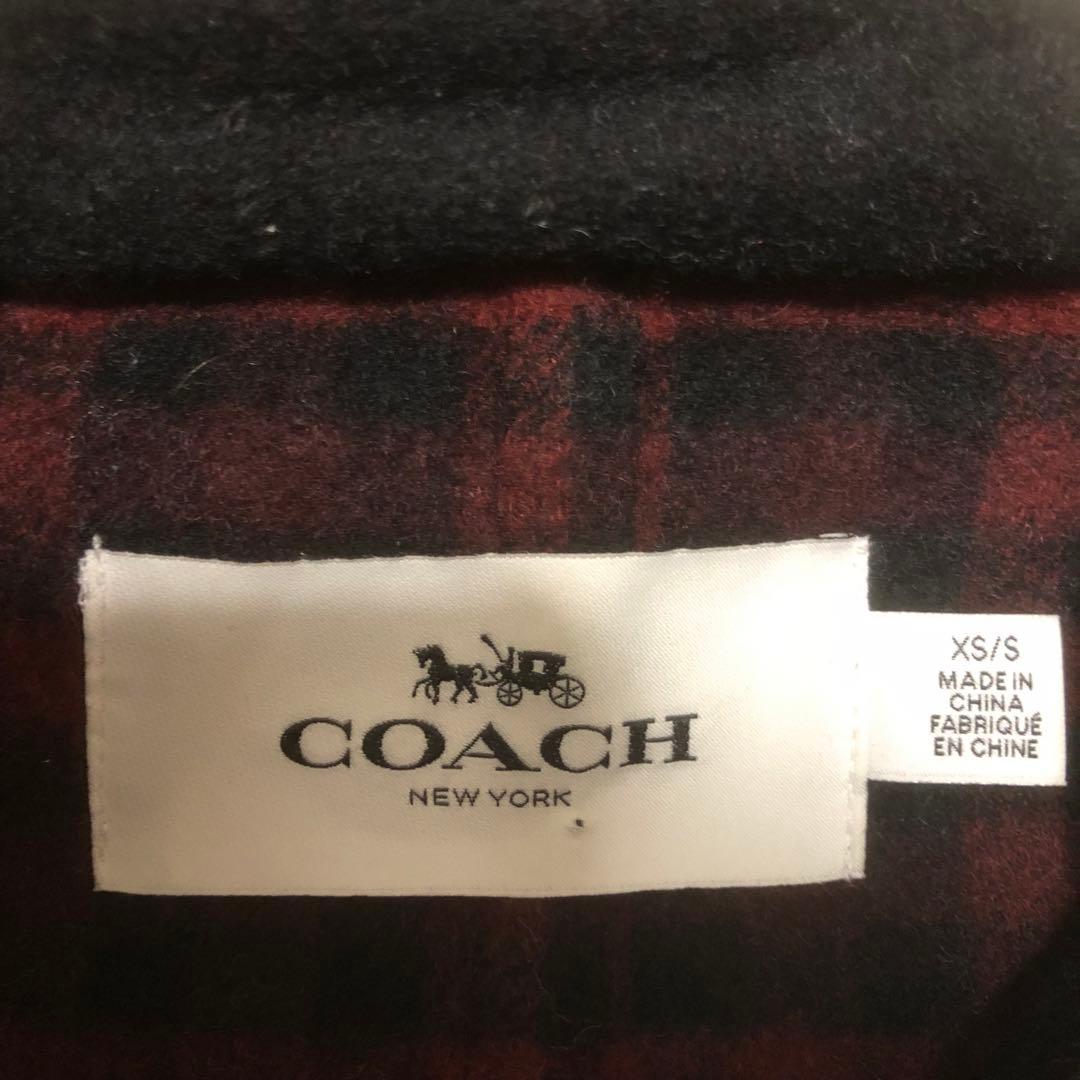 COACH
NEW YORK
XS/S
MADE IN
CHINA
FABRIQUÉ
EN CHINE